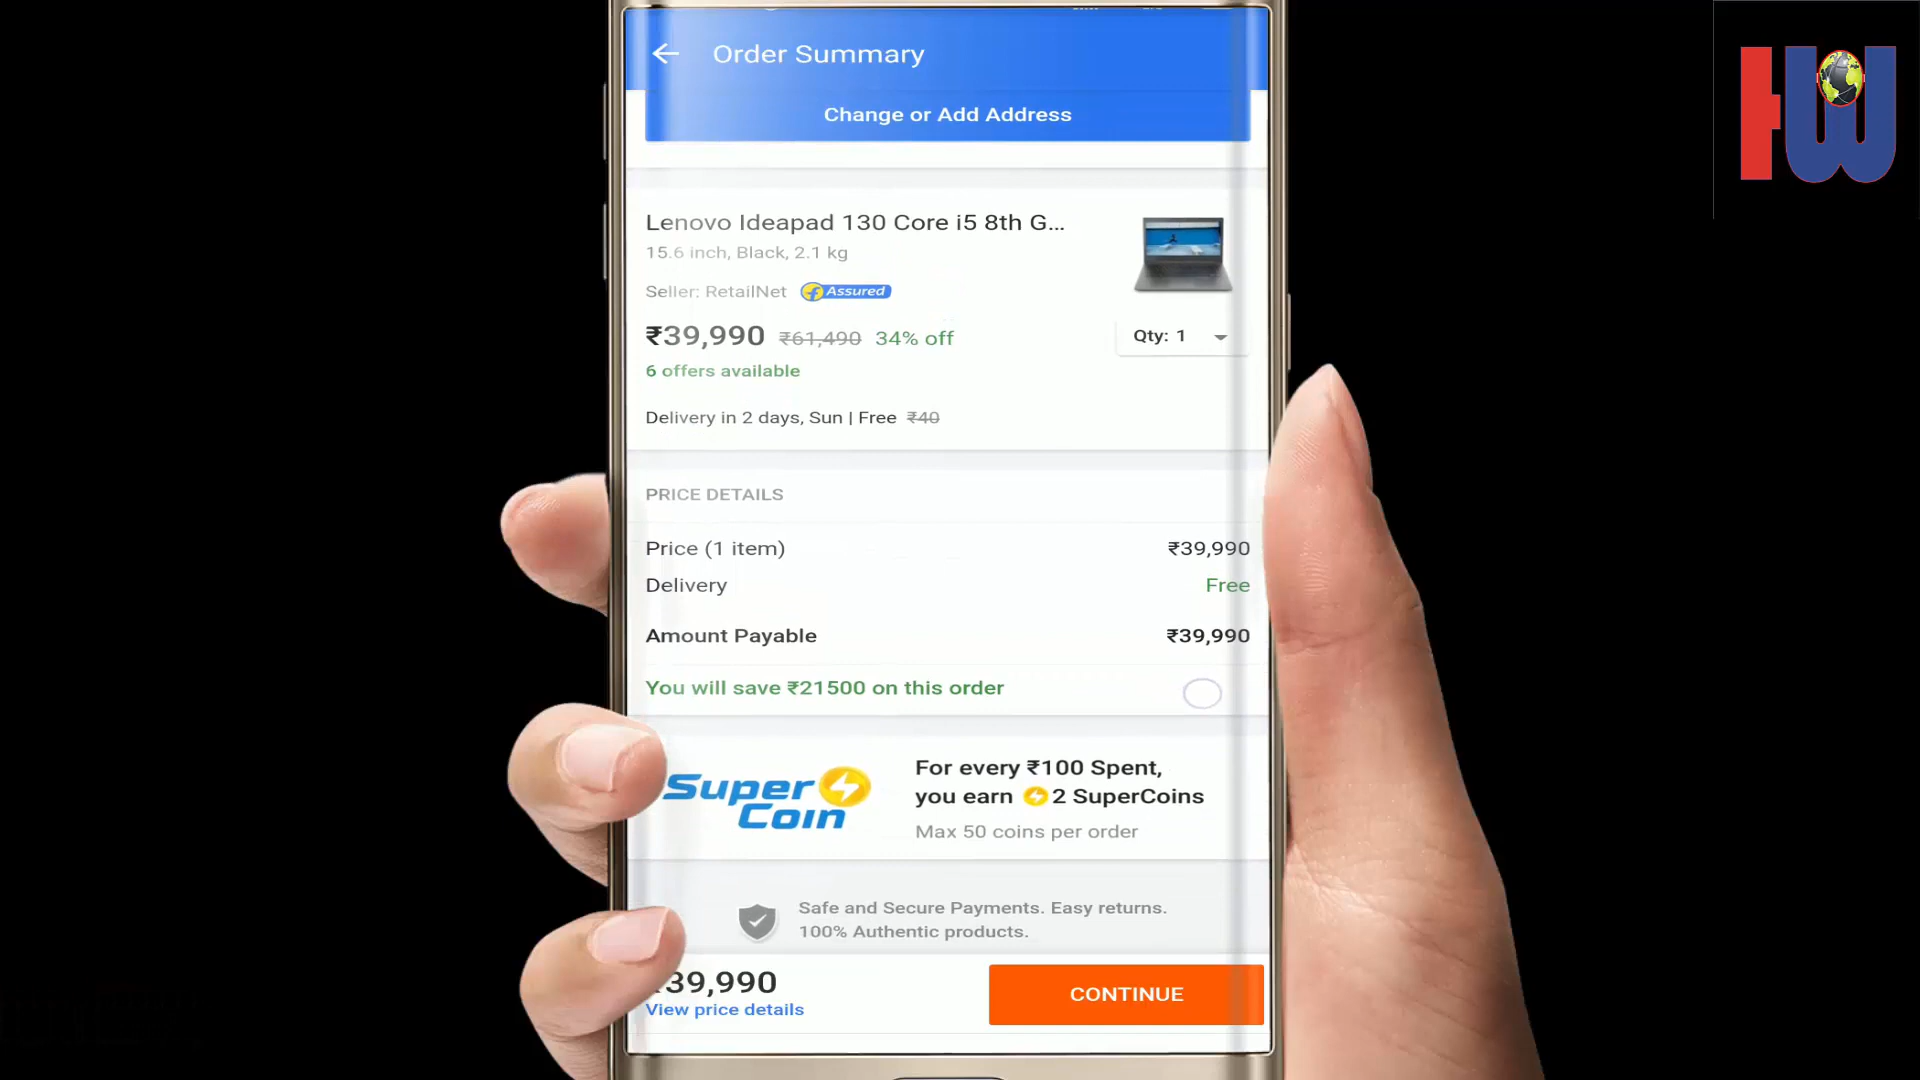 Order Summary
Change or Add Address
Lenovo Ideapad 130 Core i5 8th G...
15.6 inch, Black, 2.1 kg
Seller: RetailNet f Assured
₹39,990 ₹61,490 34% off
Qty: 1
6 offers available
Delivery in 2 days, Sun | Free ₹40
PRICE DETAILS
Price (1 item) ₹39,990
Delivery Free
Amount Payable ₹39,990
You will save ₹21500 on this order
Super Coin
For every ₹100 Spent,
you earn 2 SuperCoins
Max 50 coins per order
Safe and Secure Payments. Easy returns.
100% Authentic products.
39,990
View price details
CONTINUE